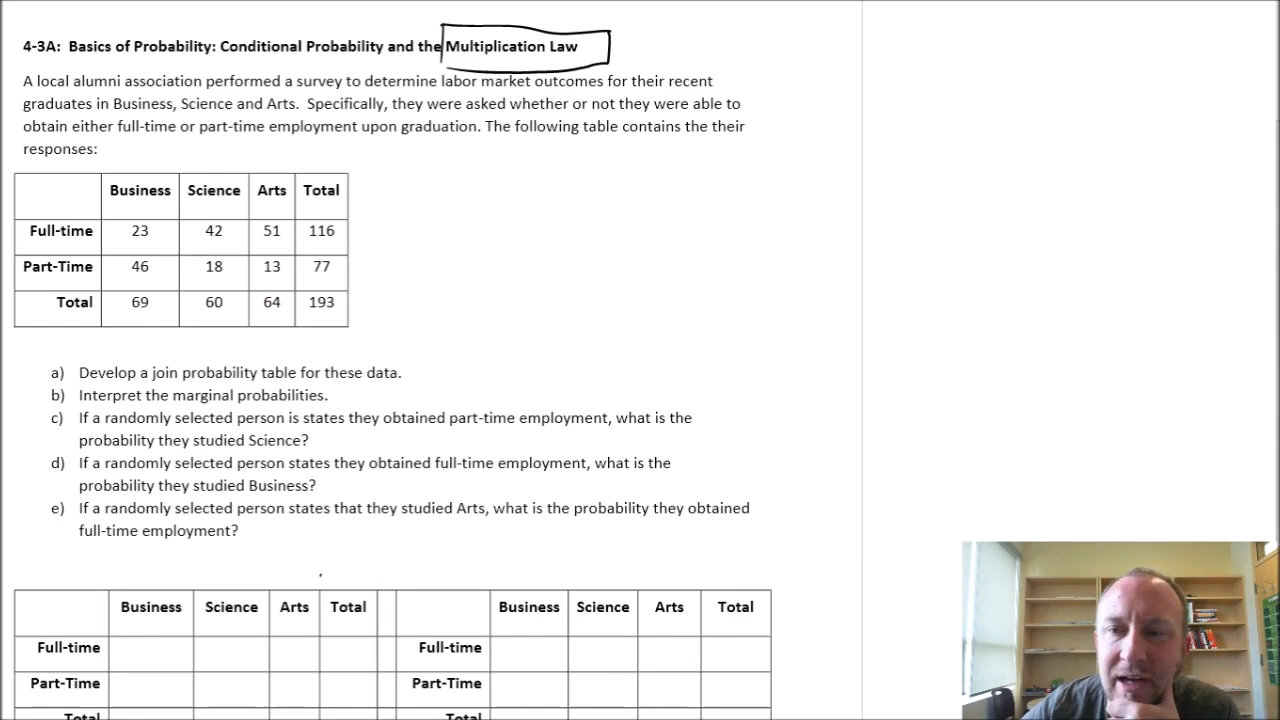 4-3A: Basics of Probability: Conditional Probability and the Multiplication Law
A local alumni association performed a survey to determine labor market outcomes for their recent
graduates in Business, Science and Arts. Specifically, they were asked whether or not they were able to
obtain either full-time or part-time employment upon graduation. The following table contains the their
responses:
Business Science Arts Total
Full-time 23 42 51 116
Part-Time 46 18 13 77
Total 69 60 64 193
a) Develop a join probability table for these data.
b) Interpret the marginal probabilities.
c) If a randomly selected person is states they obtained part-time employment, what is the
probability they studied Science?
d) If a randomly selected person states they obtained full-time employment, what is the
probability they studied Business?
e) If a randomly selected person states that they studied Arts, what is the probability they obtained
full-time employment?
Business Science Arts Total Business Science Arts Total
Full-time Full-time
Part-Time Part-Time
Total Total